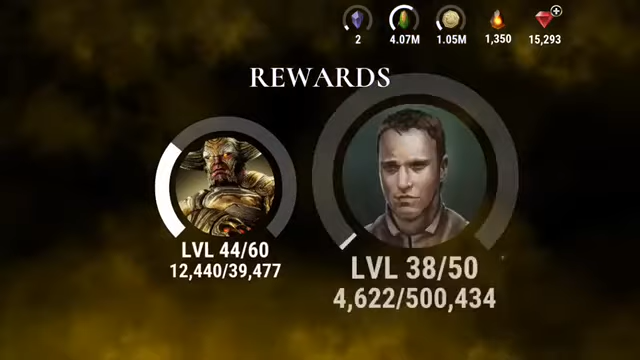 2 4.07M 1.05M 1,350 15,293
REWARDS
LVL 44/60
12,440/39,477
LVL 38/50
4,622/500,434